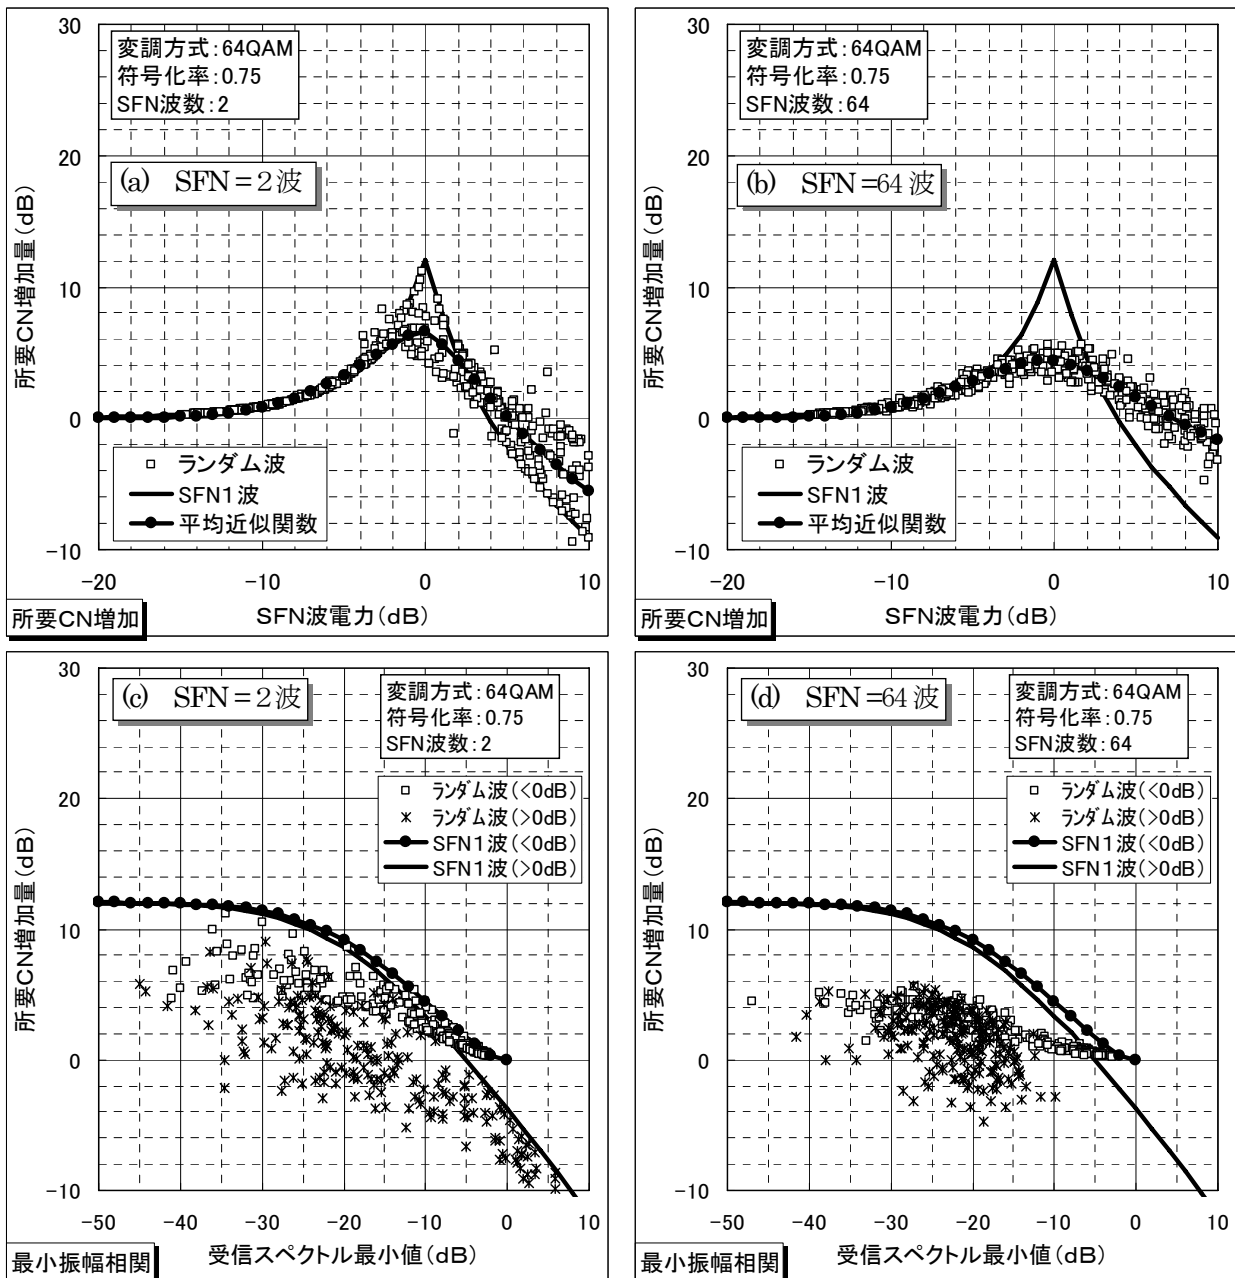 30
20
10
0
−10
−20
−10
0
10
所要CN増加量(dB)
SFN波電力(dB)
変調方式:64QAM
符号化率:0.75
SFN波数:2
(a) SFN=2波
ランダム波
SFN1波
平均近似関数
所要CN増加
30
20
10
0
−10
−20
−10
0
10
所要CN増加量(dB)
SFN波電力(dB)
変調方式:64QAM
符号化率:0.75
SFN波数:64
(b) SFN=64波
ランダム波
SFN1波
平均近似関数
所要CN増加
30
20
10
0
−10
−50
−40
−30
−20
−10
0
10
所要CN増加量(dB)
受信スペクトル最小値(dB)
(c) SFN=2波
変調方式:64QAM
符号化率:0.75
SFN波数:2
ランダム波(<0dB)
ランダム波(>0dB)
SFN1波(<0dB)
SFN1波(>0dB)
最小振幅相関
30
20
10
0
−10
−50
−40
−30
−20
−10
0
10
所要CN増加量(dB)
受信スペクトル最小値(dB)
(d) SFN=64波
変調方式:64QAM
符号化率:0.75
SFN波数:64
ランダム波(<0dB)
ランダム波(>0dB)
SFN1波(<0dB)
SFN1波(>0dB)
最小振幅相関